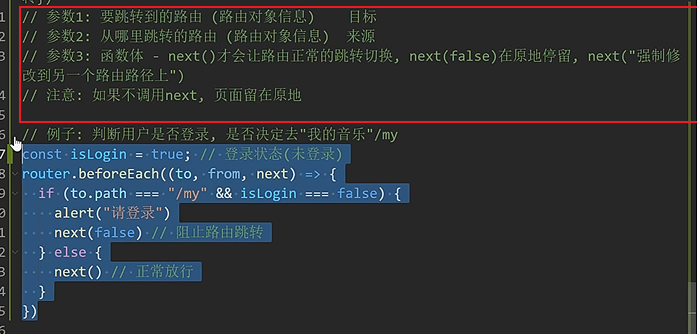 // 参数1: 要跳转到的路由 (路由对象信息)    目标
// 参数2: 从哪里跳转的路由 (路由对象信息)  来源
// 参数3: 函数体 - next()才会让路由正常的跳转切换, next(false)在原地停留, next("强制修
改到另一个路由路径上")
// 注意: 如果不调用next, 页面留在原地
// 例子: 判断用户是否登录, 是否决定去"我的音乐"/my
const isLogin = true; // 登录状态(未登录)
router.beforeEach((to, from, next) => {
  if (to.path === "/my" && isLogin === false) {
    alert("请登录")
    next(false) // 阻止路由跳转
  } else {
    next() // 正常放行
  }
})